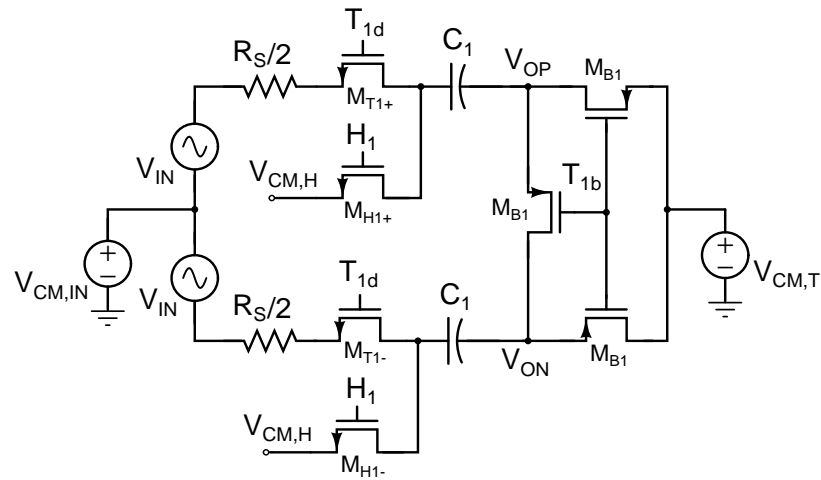 T1d
C1
RS/2
VOP
MB1
MT1+
H1
VIN
VCM,H
MH1+
MB1
T1b
VCM,IN
VIN
T1d
C1
VCM,T
RS/2
MT1-
VON
MB1
H1
VCM,H
MH1-